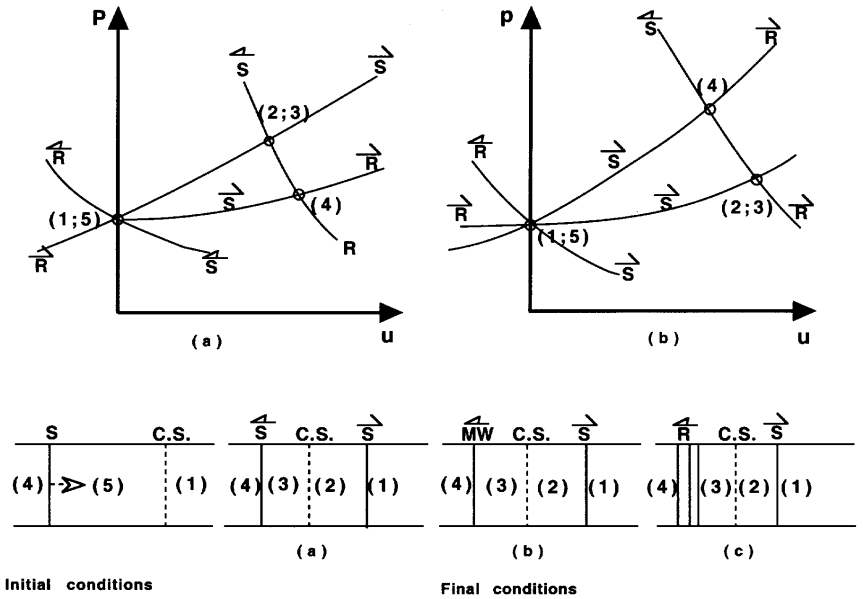 P
S
S
(2;3)
R
R
S
(4)
(1;5)
R
S
R
u
(a)
p
S
R
(4)
R
S
S
R
(2;3)
R
(1;5)
S
u
(b)
S C.S.
(4) (5) (1)
S C.S. S
(4) (3) (2) (1)
(a)
MW C.S. S
(4) (3) (2) (1)
(b)
R C.S. S
(4) (3) (2) (1)
(c)
Initial conditions
Final conditions